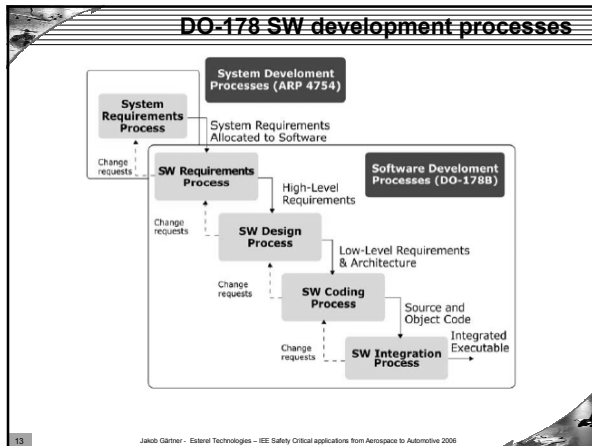 DO-178 SW development processes
System Develoment
Processes (ARP 4754)
System
Requirements
Process
System Requirements
Allocated to Software
Change
requests
SW Requirements
Process
Software Develoment
Processes (DO-178B)
High-Level
Requirements
Change
requests
SW Design
Process
Low-Level Requirements
& Architecture
Change
requests
SW Coding
Process
Source and
Object Code
Integrated
Executable
Change
requests
SW Integration
Process
13
Jakob Gärtner - Esterel Technologies – IEE Safety Critical applications from Aerospace to Automotive 2006